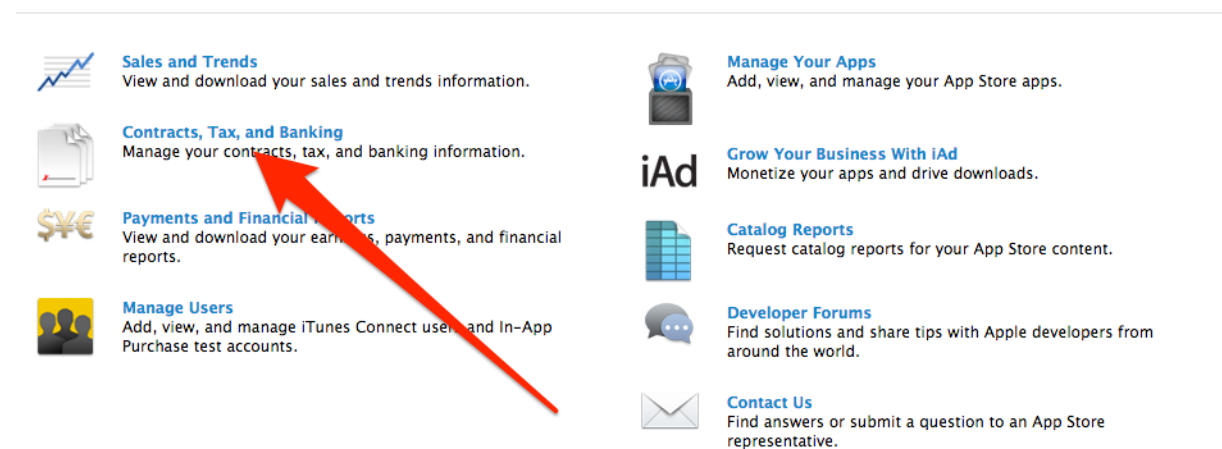 Sales and Trends
View and download your sales and trends information.
Contracts, Tax, and Banking
Manage your contracts, tax, and banking information.
$¥€
Payments and Financial Reports
View and download your earnings, payments, and financial
reports.
Manage Users
Add, view, and manage iTunes Connect users and In-App
Purchase test accounts.
Manage Your Apps
Add, view, and manage your App Store apps.
iAd
Grow Your Business With iAd
Monetize your apps and drive downloads.
Catalog Reports
Request catalog reports for your App Store content.
Developer Forums
Find solutions and share tips with Apple developers from
around the world.
Contact Us
Find answers or submit a question to an App Store
representative.